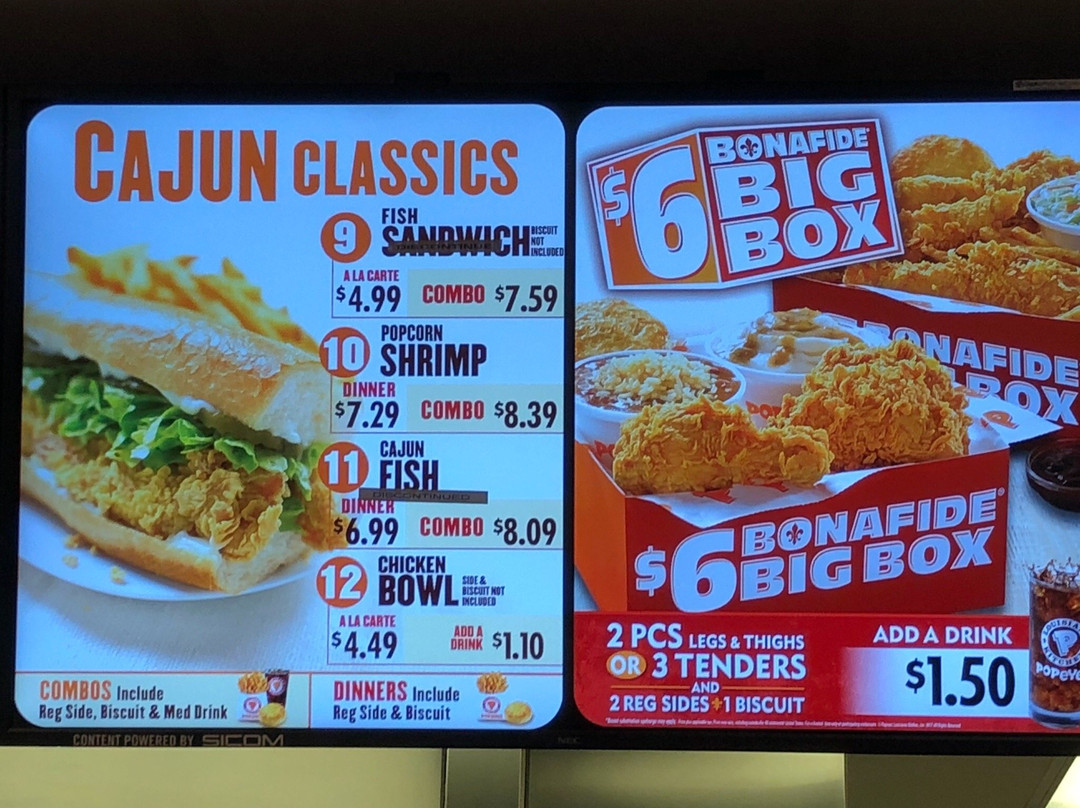 CAJUN CLASSICS
9 FISH
SANDWICH
DISCONTINUE
BISCUIT
NOT
INCLUDED
A LA CARTE
$4.99 COMBO $7.59
10 POPCORN
SHRIMP
DINNER
$7.29 COMBO $8.39
11 CAJUN
FISH
DISCONTINUED
DINNER
$6.99 COMBO $8.09
12 CHICKEN
BOWL
SIDE &
BISCUIT NOT
INCLUDED
A LA CARTE
$4.49 ADD A
DRINK $1.10
COMBOS Include
Reg Side, Biscuit & Med Drink
DINNERS Include
Reg Side & Biscuit
CONTENT POWERED BY SICOM
NEC
$6 BONAFIDE®
BIG
BOX
BONAFIDE
BOX
$6 BONAFIDE®
BIG BOX
2 PCS LEGS & THIGHS
OR 3 TENDERS
AND
2 REG SIDES + 1 BISCUIT
ADD A DRINK
$1.50